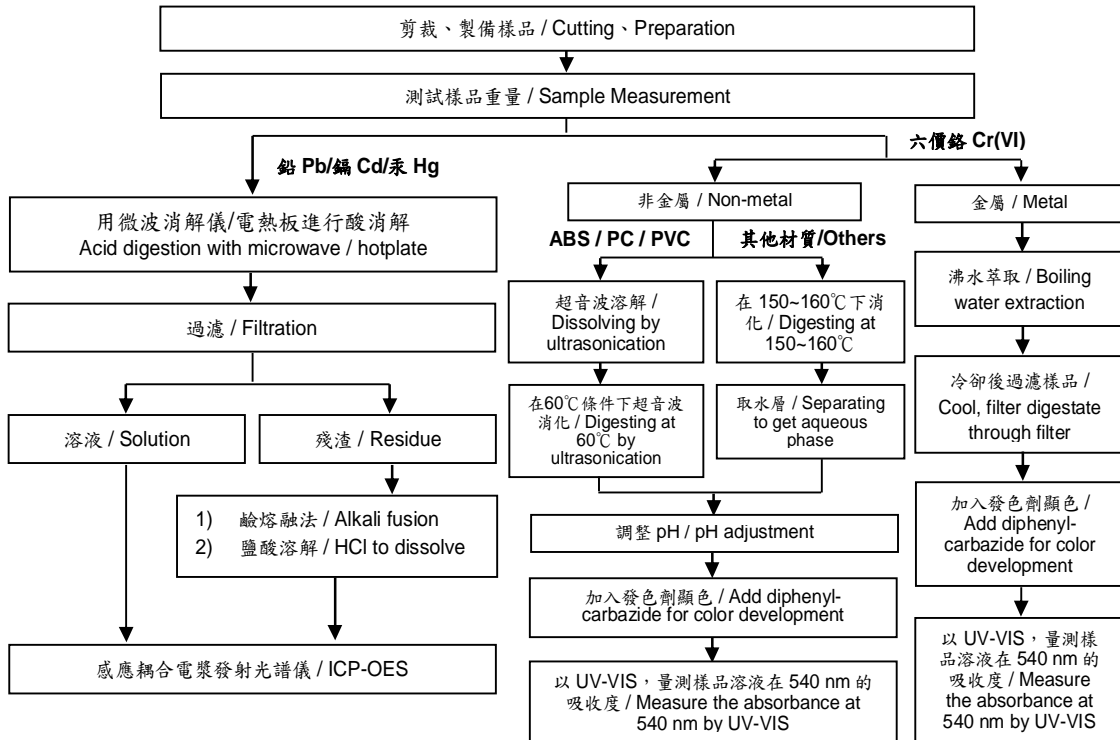 剪裁、製備樣品 / Cutting、Preparation
測試樣品重量 / Sample Measurement
鉛 Pb/鎘 Cd/汞 Hg
六價鉻 Cr(VI)
用微波消解儀/電熱板進行酸消解
Acid digestion with microwave / hotplate
過濾 / Filtration
溶液 / Solution
殘渣 / Residue
1) 鹼熔融法 / Alkali fusion
2) 鹽酸溶解 / HCl to dissolve
感應耦合電漿發射光譜儀 / ICP-OES
非金屬 / Non-metal
ABS / PC / PVC
其他材質/Others
超音波溶解 /
Dissolving by
ultrasonication
在60℃條件下超音波
消化 / Digesting at
60℃ by
ultrasonication
在 150~160℃下消
化 / Digesting at
150~160℃
取水層 / Separating
to get aqueous
phase
調整 pH / pH adjustment
加入發色劑顯色 / Add diphenyl-
carbazide for color development
以 UV-VIS，量測樣品溶液在 540 nm 的
吸收度 / Measure the absorbance at
540 nm by UV-VIS
金屬 / Metal
沸水萃取 / Boiling
water extraction
冷卻後過濾樣品 /
Cool, filter digestate
through filter
加入發色劑顯色 /
Add diphenyl-
carbazide for color
development
以 UV-VIS，量測樣
品溶液在 540 nm 的
吸收度 / Measure
the absorbance at
540 nm by UV-VIS